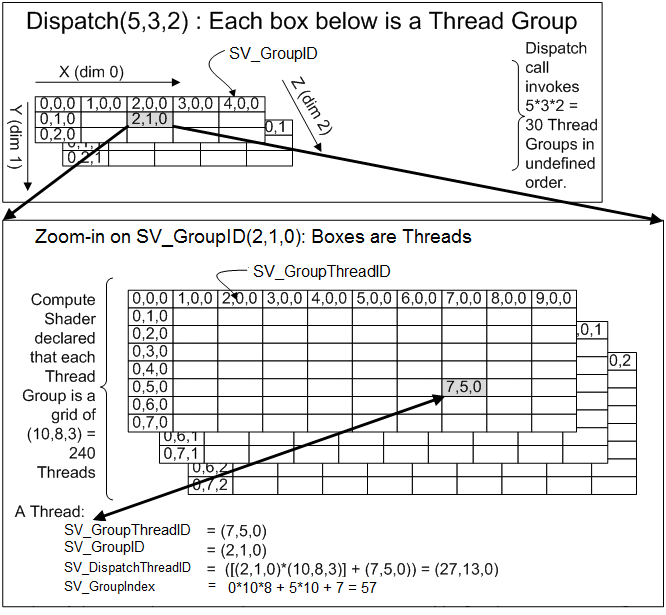 Dispatch(5,3,2) : Each box below is a Thread Group
SV_GroupID
X (dim 0)
Y (dim 1)
Z (dim 2)
0,0,0 1,0,0 2,0,0 3,0,0 4,0,0
0,1,0 2,1,0
0,2,0
0,1
0,1,1
0,2,1
Dispatch
call
invokes
5*3*2 =
30 Thread
Groups in
undefined
order.
Zoom-in on SV_GroupID(2,1,0): Boxes are Threads
SV_GroupThreadID
Compute
Shader
declared
that each
Thread
Group is a
grid of
(10,8,3) =
240
Threads
0,0,0 1,0,0 2,0,0 3,0,0 4,0,0 5,0,0 6,0,0 7,0,0 8,0,0 9,0,0
0,1,0
0,2,0
0,3,0
0,4,0
0,5,0 7,5,0
0,6,0
0,7,0
0,1
0,6,1
0,7,1
0,2
0,6,2
0,7,2
A Thread:
SV_GroupThreadID = (7,5,0)
SV_GroupID = (2,1,0)
SV_DispatchThreadID = ([(2,1,0)*(10,8,3)] + (7,5,0)) = (27,13,0)
SV_GroupIndex = 0*10*8 + 5*10 + 7 = 57